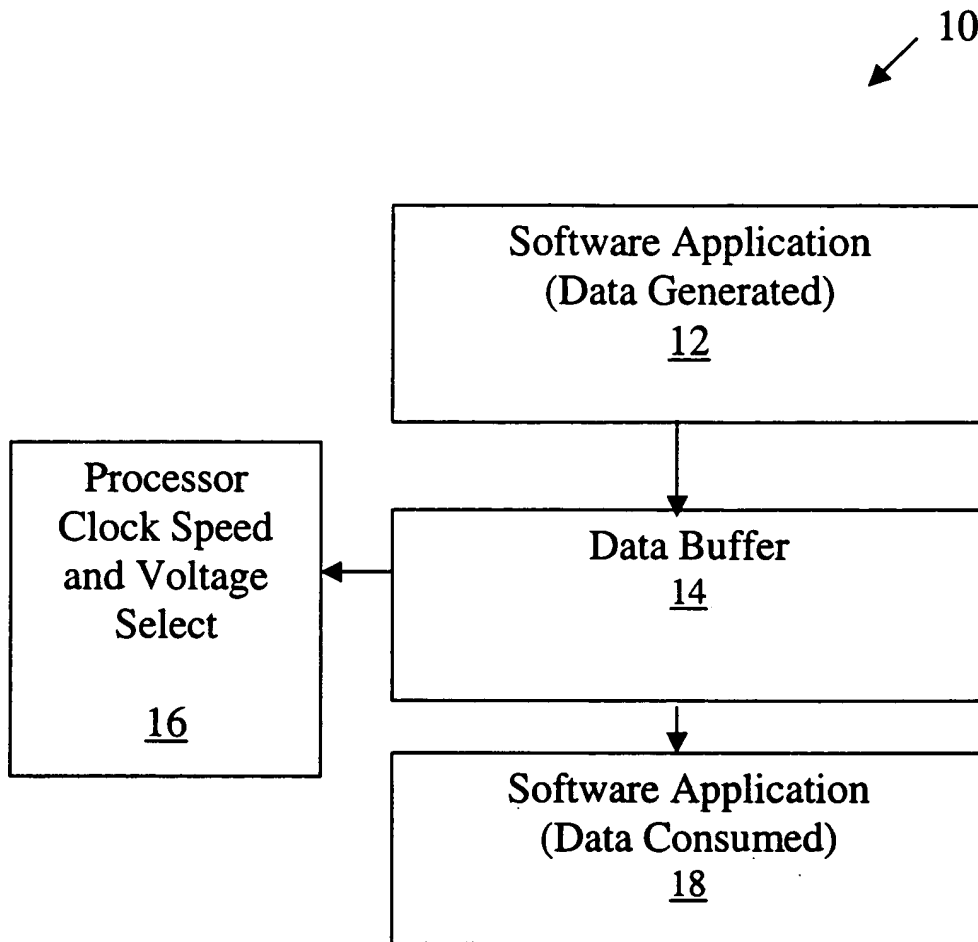 10
Software Application
(Data Generated)
12
Processor
Clock Speed
and Voltage
Select
16
Data Buffer
14
Software Application
(Data Consumed)
18